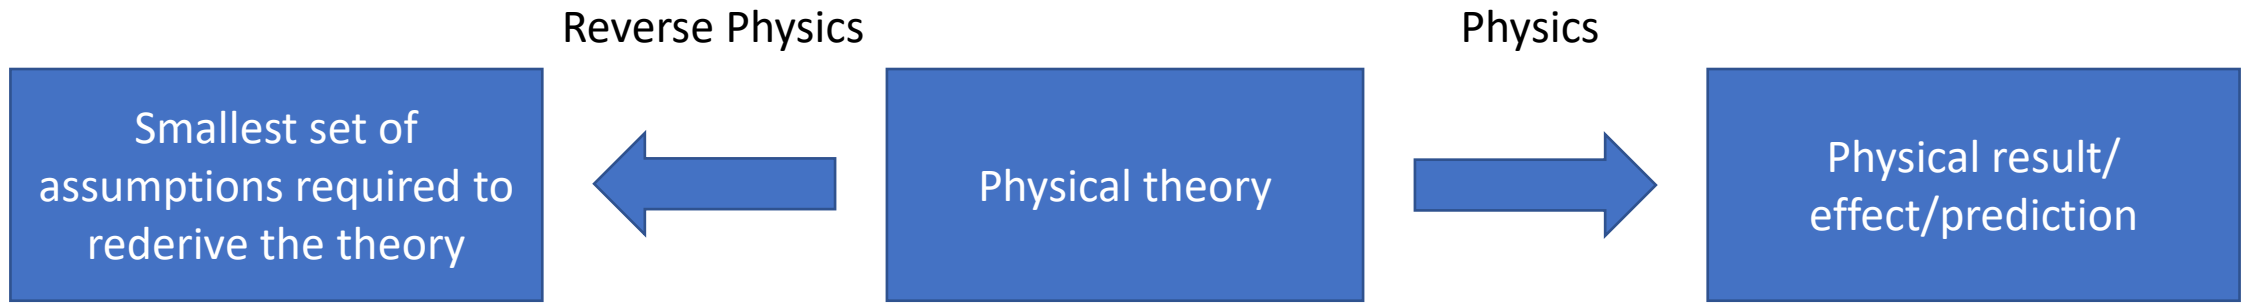 Reverse Physics
Physics
Smallest set of
assumptions required to
rederive the theory
Physical theory
Physical result/
effect/prediction